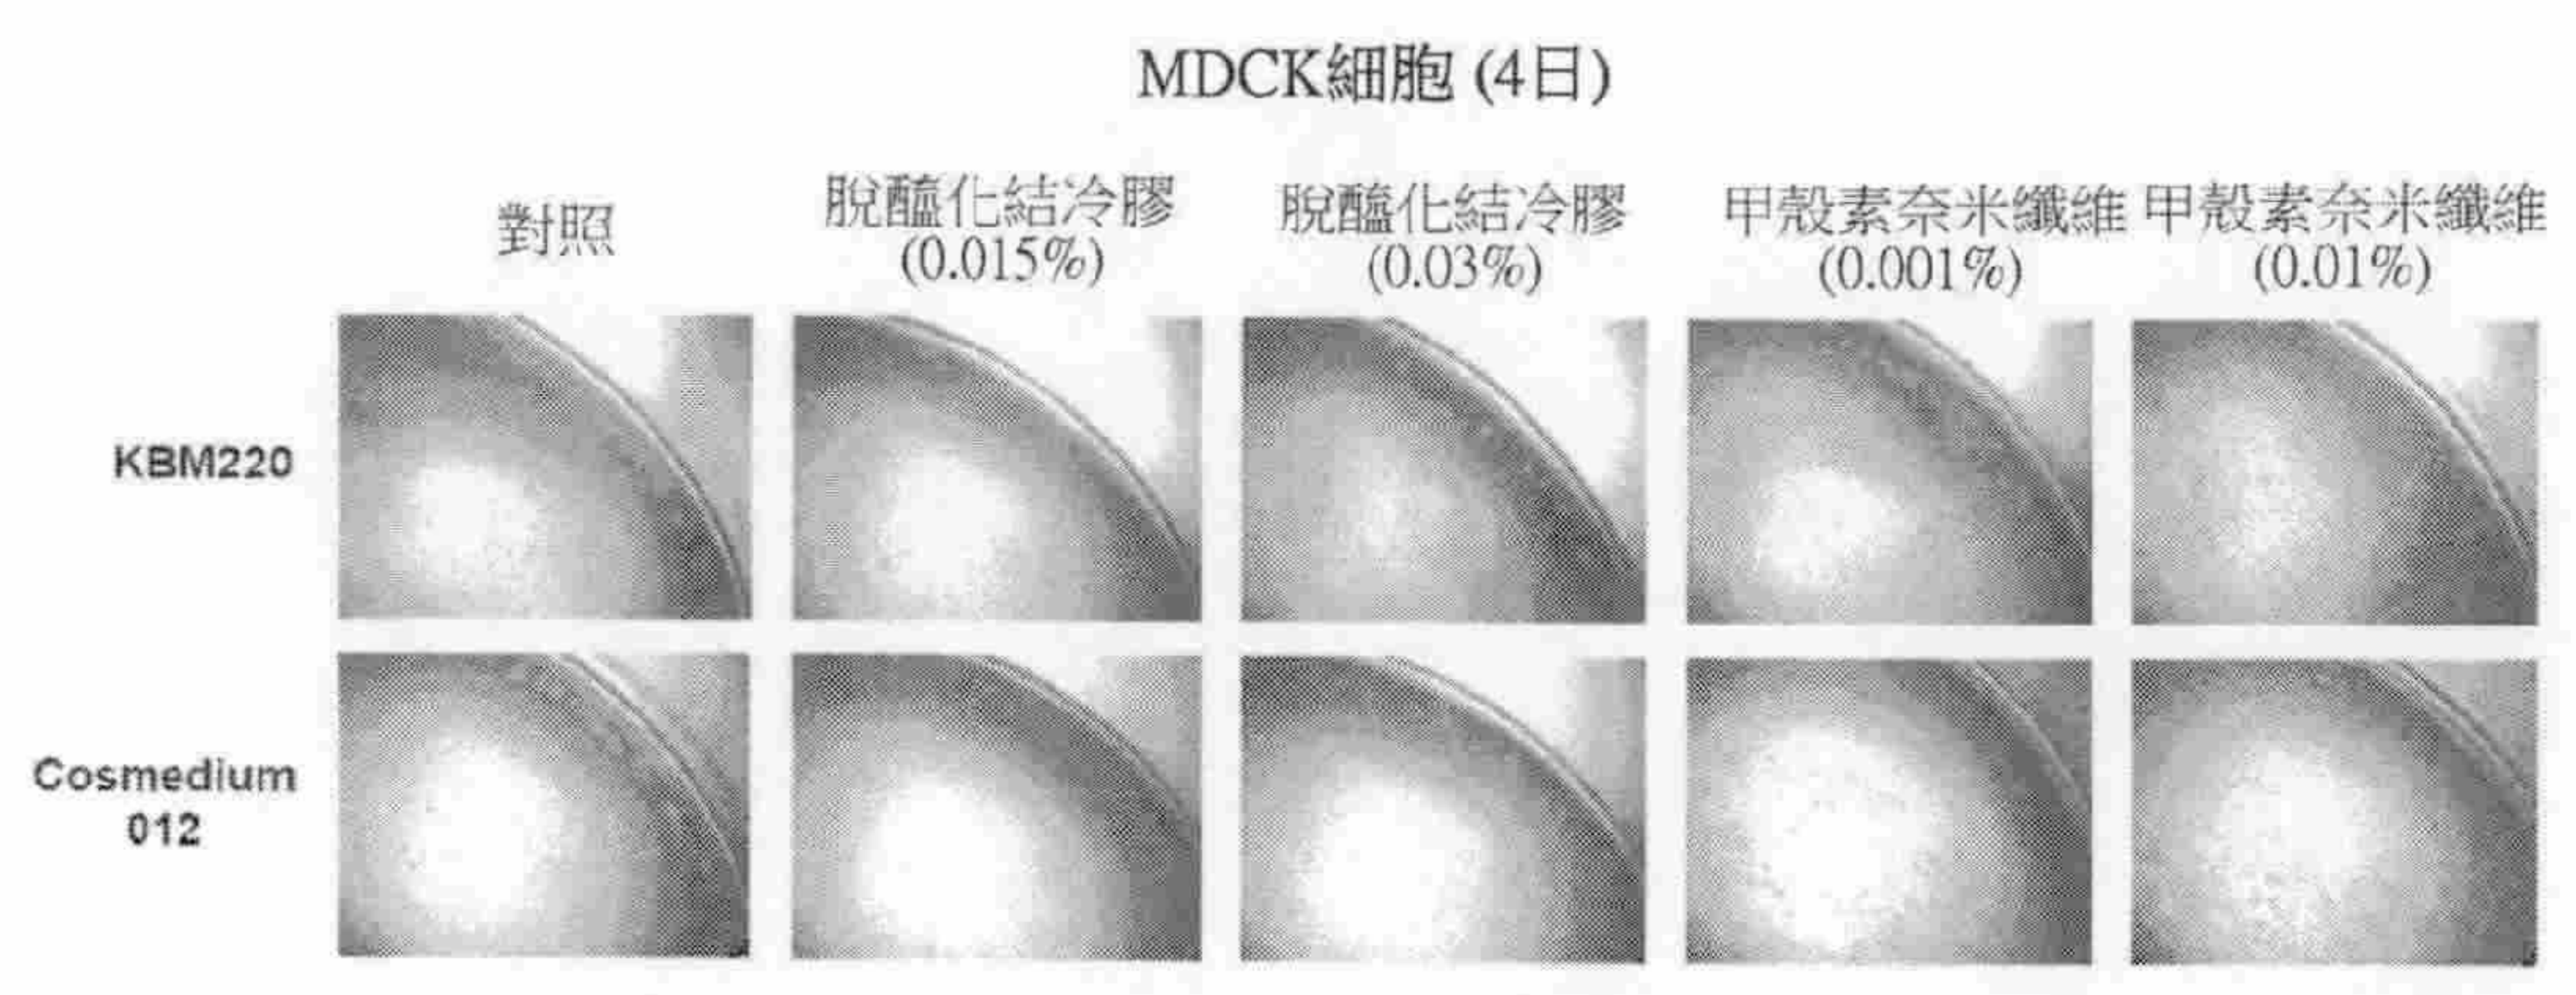 MDCK細胞 (4日)
對照
脫醯化結冷膠
(0.015%)
脫醯化結冷膠
(0.03%)
甲殼素奈米纖維
(0.001%)
甲殼素奈米纖維
(0.01%)
KBM220
Cosmedium
012